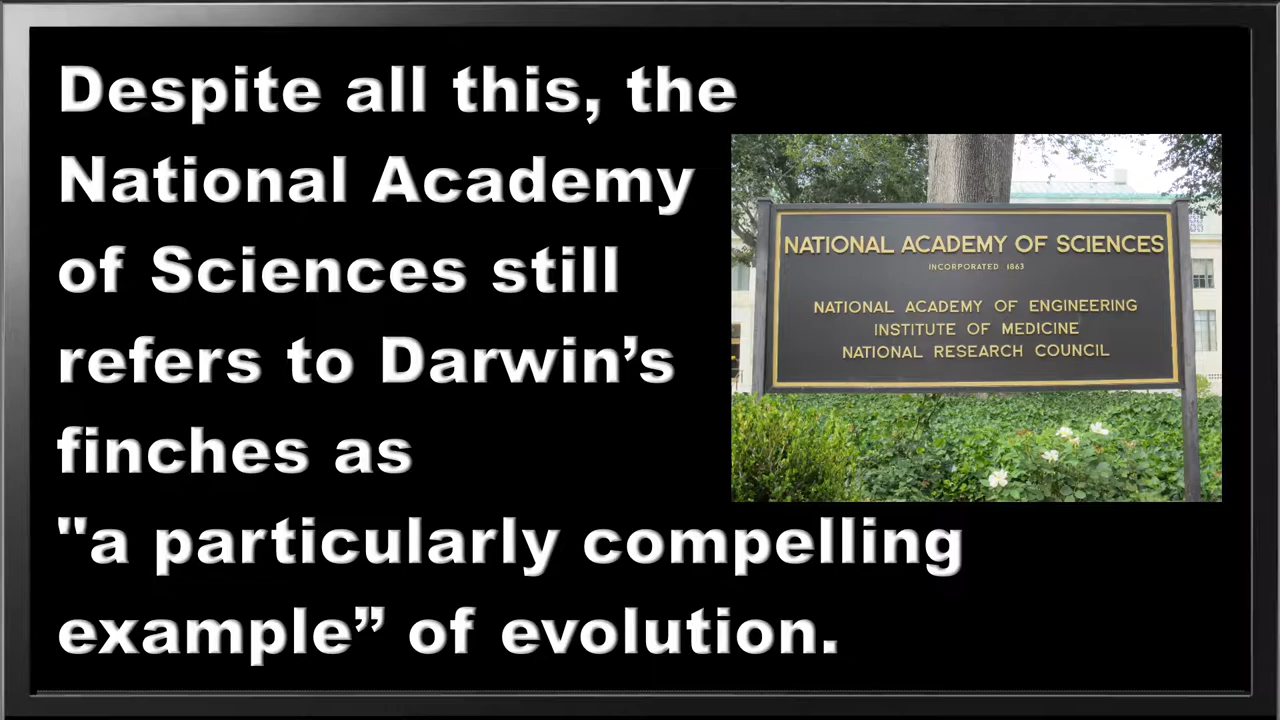 Despite all this, the
National Academy
of Sciences still
refers to Darwin’s
finches as
"a particularly compelling
example” of evolution.
NATIONAL ACADEMY OF SCIENCES
INCORPORATED 1863
NATIONAL ACADEMY OF ENGINEERING
INSTITUTE OF MEDICINE
NATIONAL RESEARCH COUNCIL